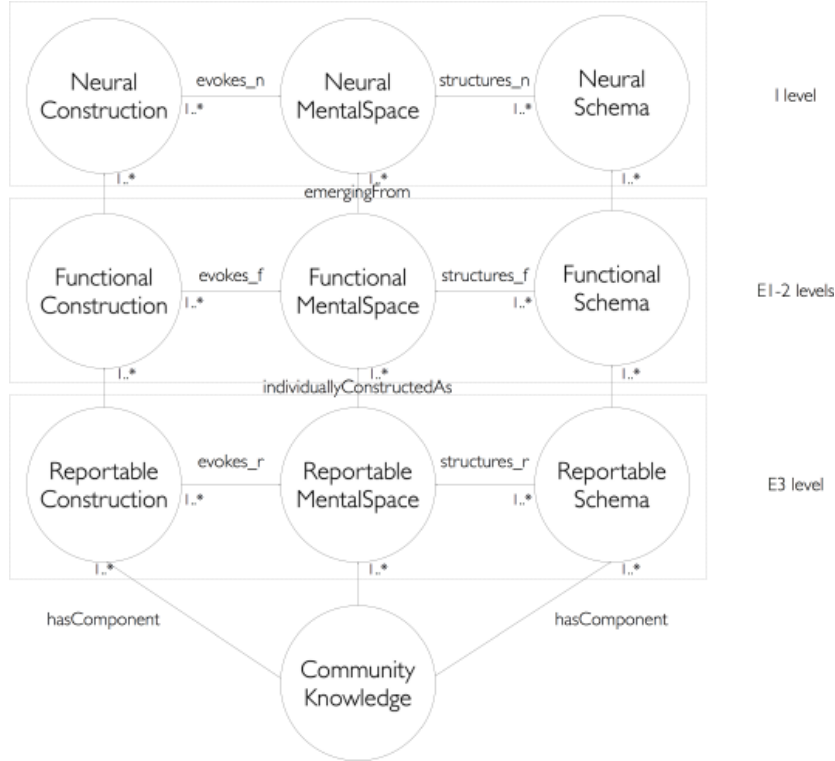 Neural
Construction
evokes_n
1..*
Neural
MentalSpace
structures_n
1..*
Neural
Schema
I level
1..*
1..*
1..*
emergingFrom
Functional
Construction
evokes_f
1..*
Functional
MentalSpace
structures_f
1..*
Functional
Schema
E1-2 levels
1..*
1..*
1..*
individuallyConstructedAs
Reportable
Construction
evokes_r
1..*
Reportable
MentalSpace
structures_r
1..*
Reportable
Schema
E3 level
1..*
1..*
1..*
hasComponent
hasComponent
Community
Knowledge